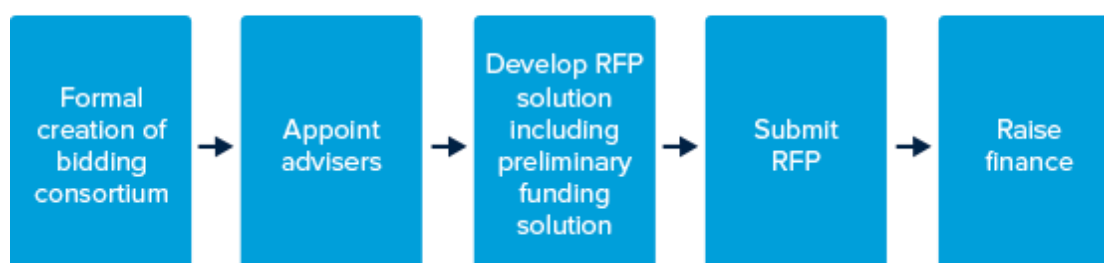 Formal
creation of
bidding
consortium
Appoint
advisers
Develop RFP
solution
including
preliminary
funding
solution
Submit
RFP
Raise
finance